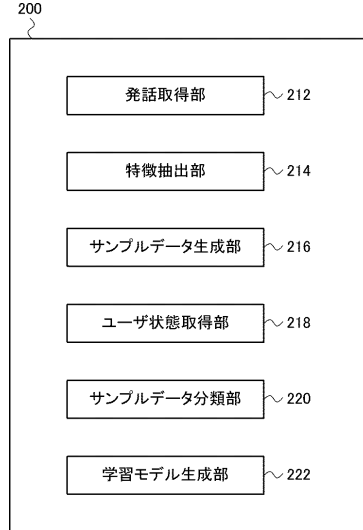 200
発話取得部 212
特徴抽出部 214
サンプルデータ生成部 216
ユーザ状態取得部 218
サンプルデータ分類部 220
学習モデル生成部 222